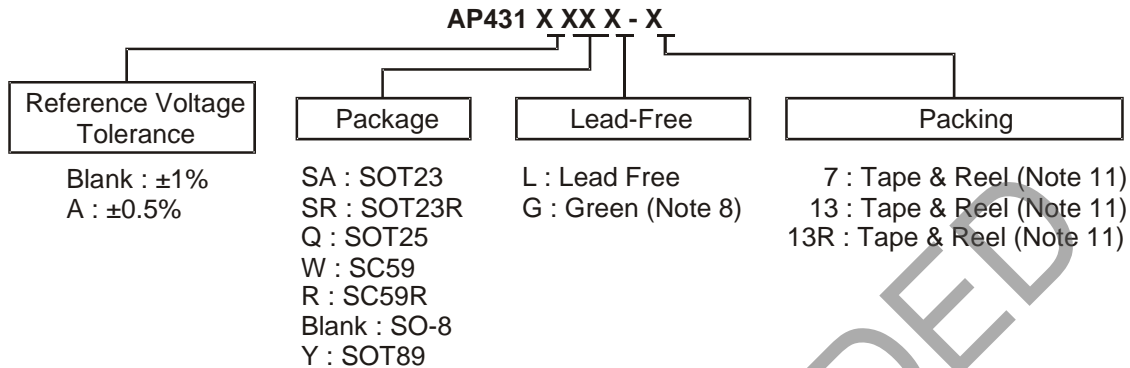 AP431 X XX X - X
Reference Voltage
Tolerance
Blank : ±1%
A : ±0.5%
Package
SA : SOT23
SR : SOT23R
Q : SOT25
W : SC59
R : SC59R
Blank : SO-8
Y : SOT89
Lead-Free
L : Lead Free
G : Green (Note 8)
Packing
7 : Tape & Reel (Note 11)
13 : Tape & Reel (Note 11)
13R : Tape & Reel (Note 11)
DED